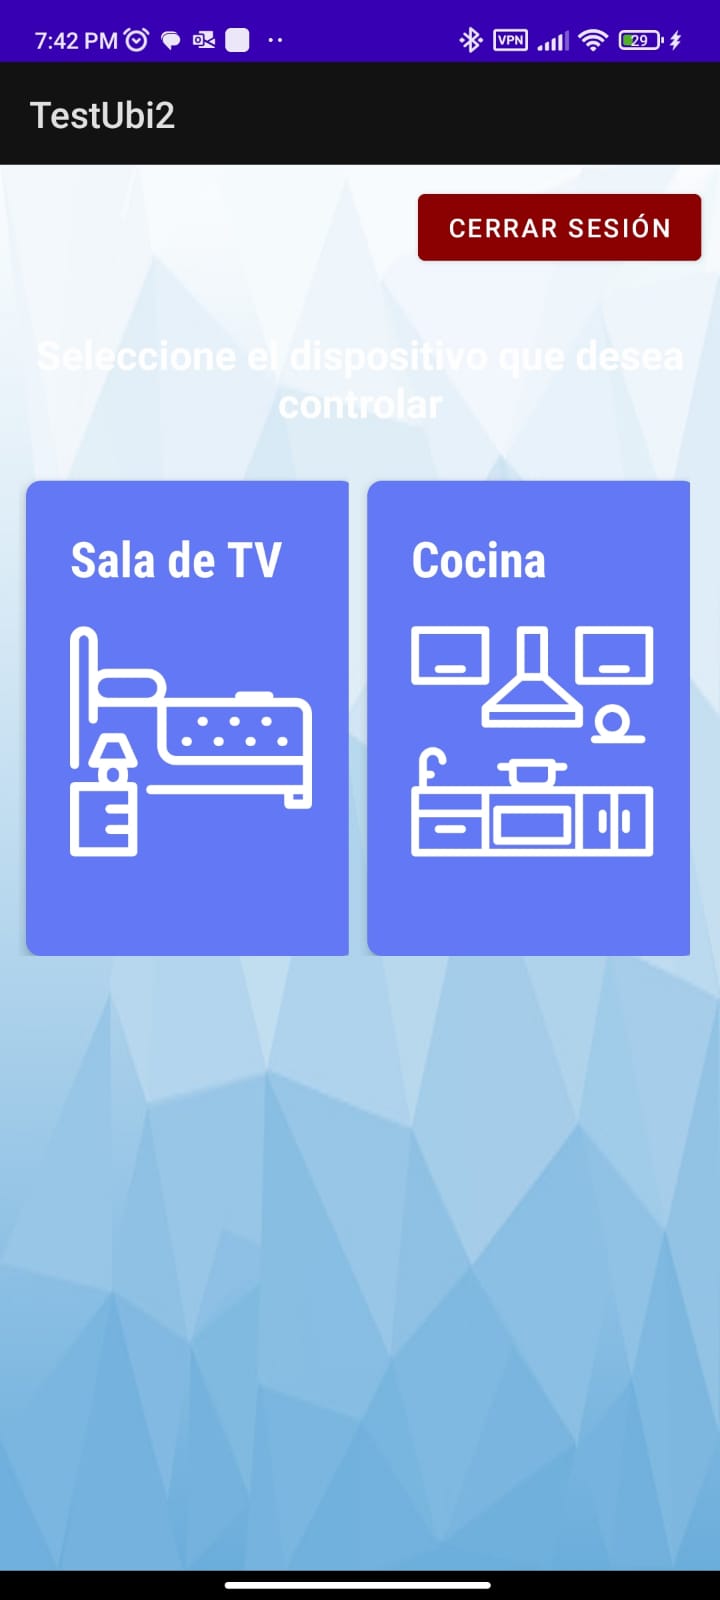 7:42 PM
VPN
29
TestUbi2
CERRAR SESIÓN
Seleccione el dispositivo que desea
controlar
Sala de TV
Cocina